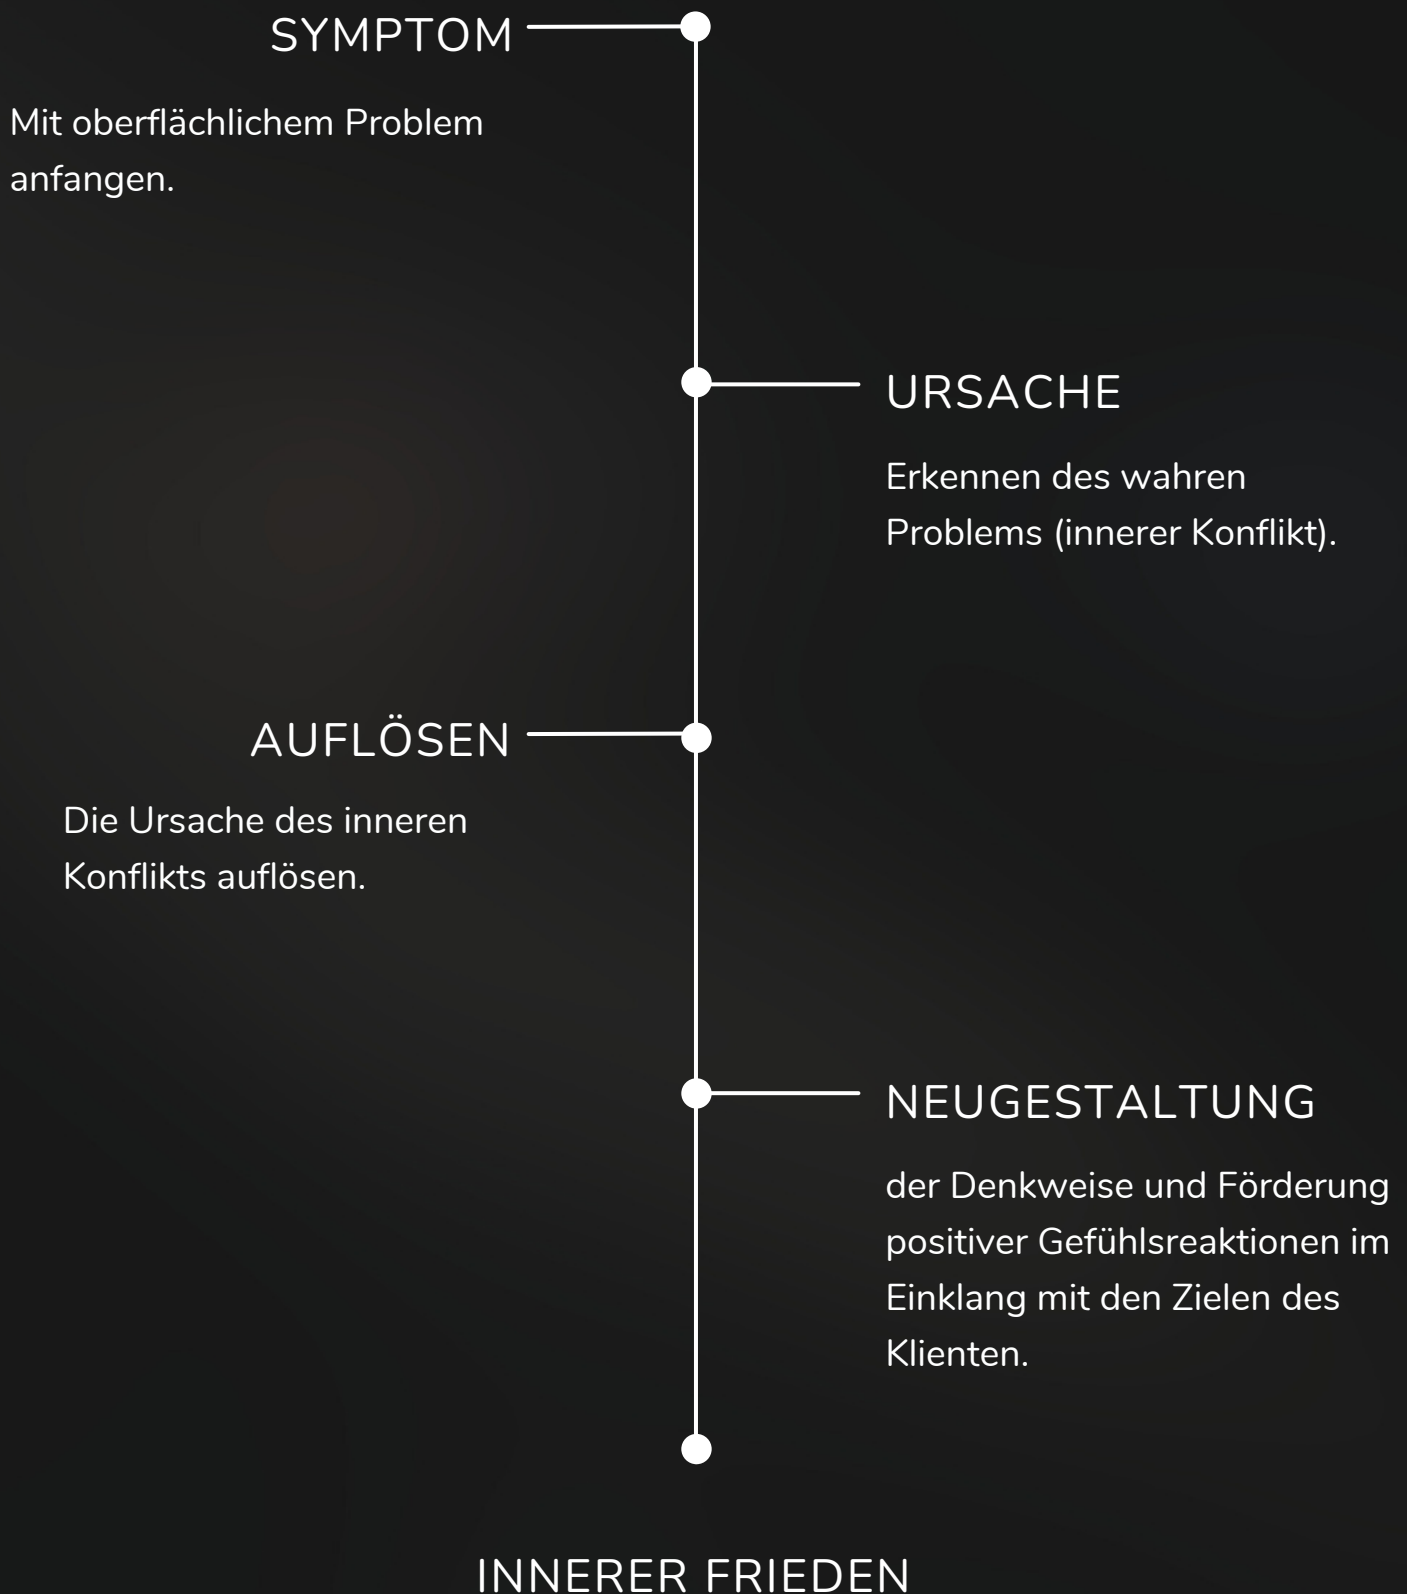 SYMPTOM
Mit oberflächlichem Problem
anfangen.
URSACHE
Erkennen des wahren
Problems (innerer Konflikt).
AUFLÖSEN
Die Ursache des inneren
Konflikts auflösen.
NEUGESTALTUNG
der Denkweise und Förderung
positiver Gefühlsreaktionen im
Einklang mit den Zielen des
Klienten.
INNERER FRIEDEN